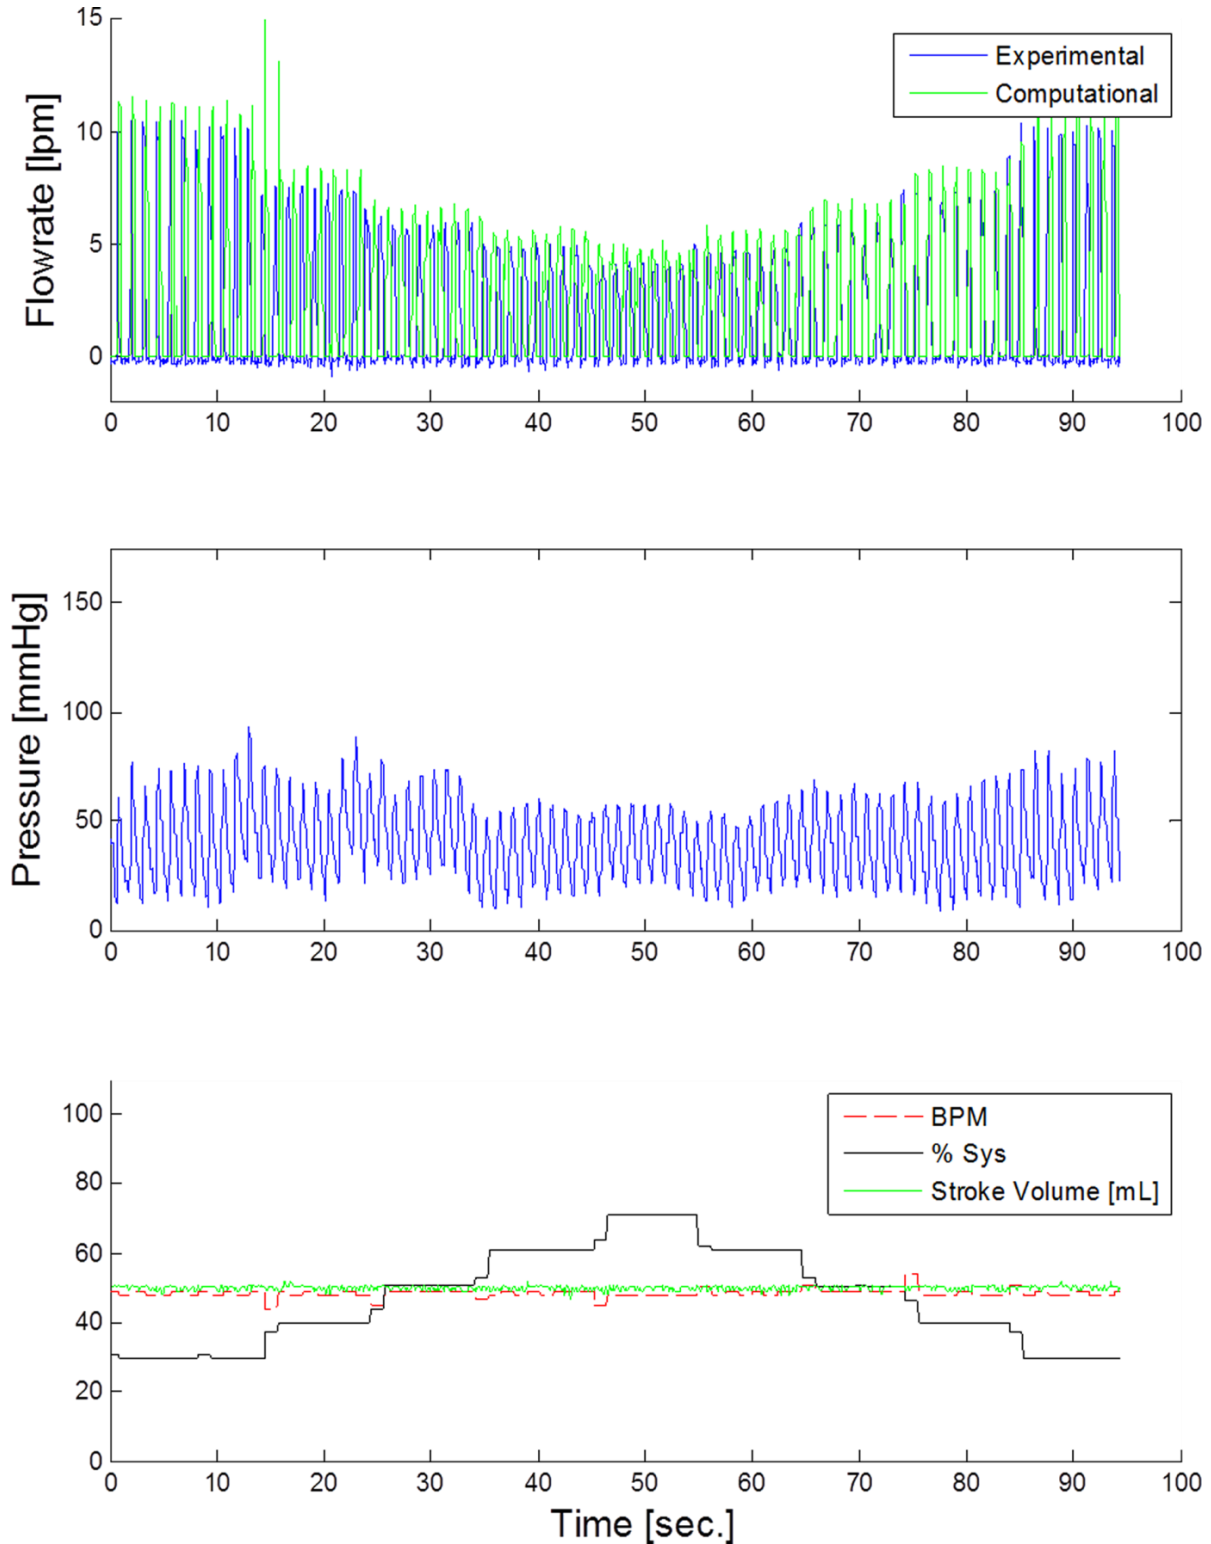 15
10
5
0
Flowrate [lpm]
Experimental
Computational
0 10 20 30 40 50 60 70 80 90 100
150
100
50
0
Pressure [mmHg]
0 10 20 30 40 50 60 70 80 90 100
100
80
60
40
20
0
BPM
% Sys
Stroke Volume [mL]
0 10 20 30 40 50 60 70 80 90 100
Time [sec.]